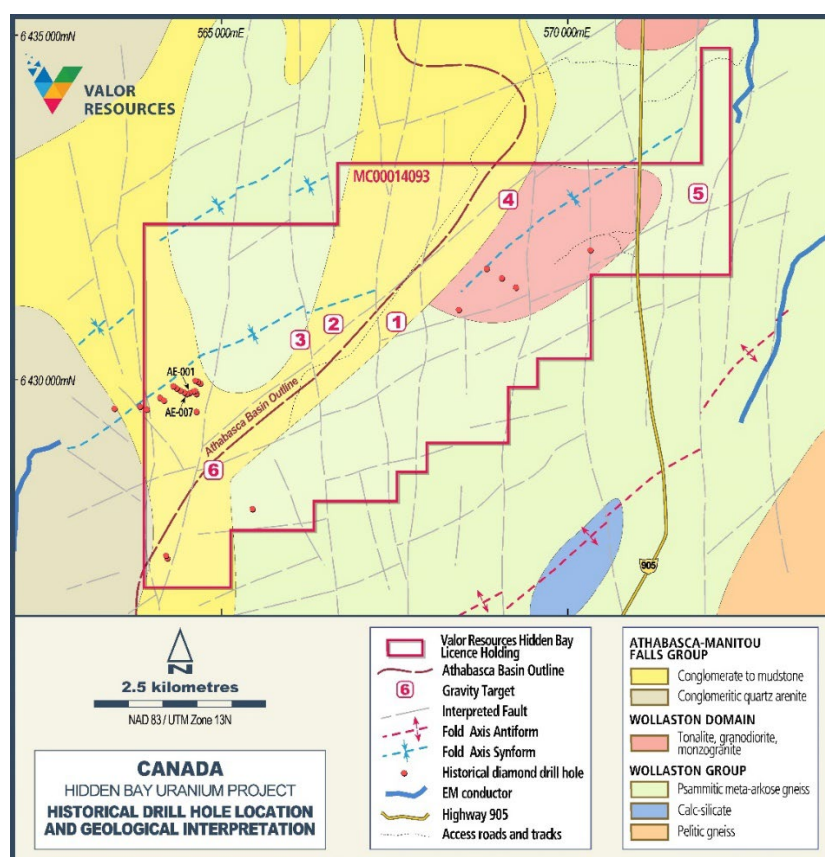 6 435 000mN
565 000mE
570 000mE
VALOR
RESOURCES
MC00014093
4
5
2
1
3
AE-001
6 430 000mN
AE-007
Athabasca Basin Outline
6
905
N
2.5 kilometres
NAD 83 / UTM Zone 13N
CANADA
HIDDEN BAY URANIUM PROJECT
HISTORICAL DRILL HOLE LOCATION
AND GEOLOGICAL INTERPRETATION
Valor Resources Hidden Bay
Licence Holding
Athabasca Basin Outline
6
Gravity Target
Interpreted Fault
Fold Axis Antiform
Fold Axis Synform
Historical diamond drill hole
EM conductor
Highway 905
Access roads and tracks
ATHABASCA-MANITOU
FALLS GROUP
Conglomerate to mudstone
Conglomeritic quartz arenite
WOLLASTON DOMAIN
Tonalite, granodiorite,
monzogranite
WOLLASTON GROUP
Psammitic meta-arkose gneiss
Calc-silicate
Pelitic gneiss